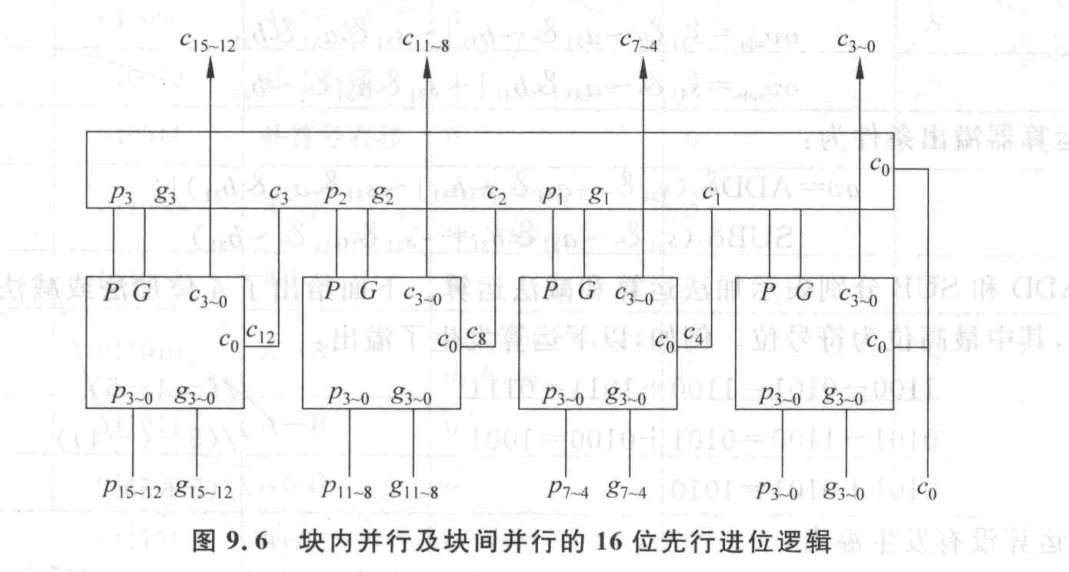 c15~12 c11~8 c7~4 c3~0
c0
p3 g3 c3 p2 g2 c2 p1 g1 c1
P G c3~0 P G c3~0 P G c3~0 P G c3~0
c0 c12 c0 c8 c0 c4 c0
p3~0 g3~0 p3~0 g3~0 p3~0 g3~0 p3~0 g3~0
p15~12 g15~12 p11~8 g11~8 p7~4 g7~4 p3~0 g3~0 c0
图 9.6 块内并行及块间并行的 16 位先行进位逻辑